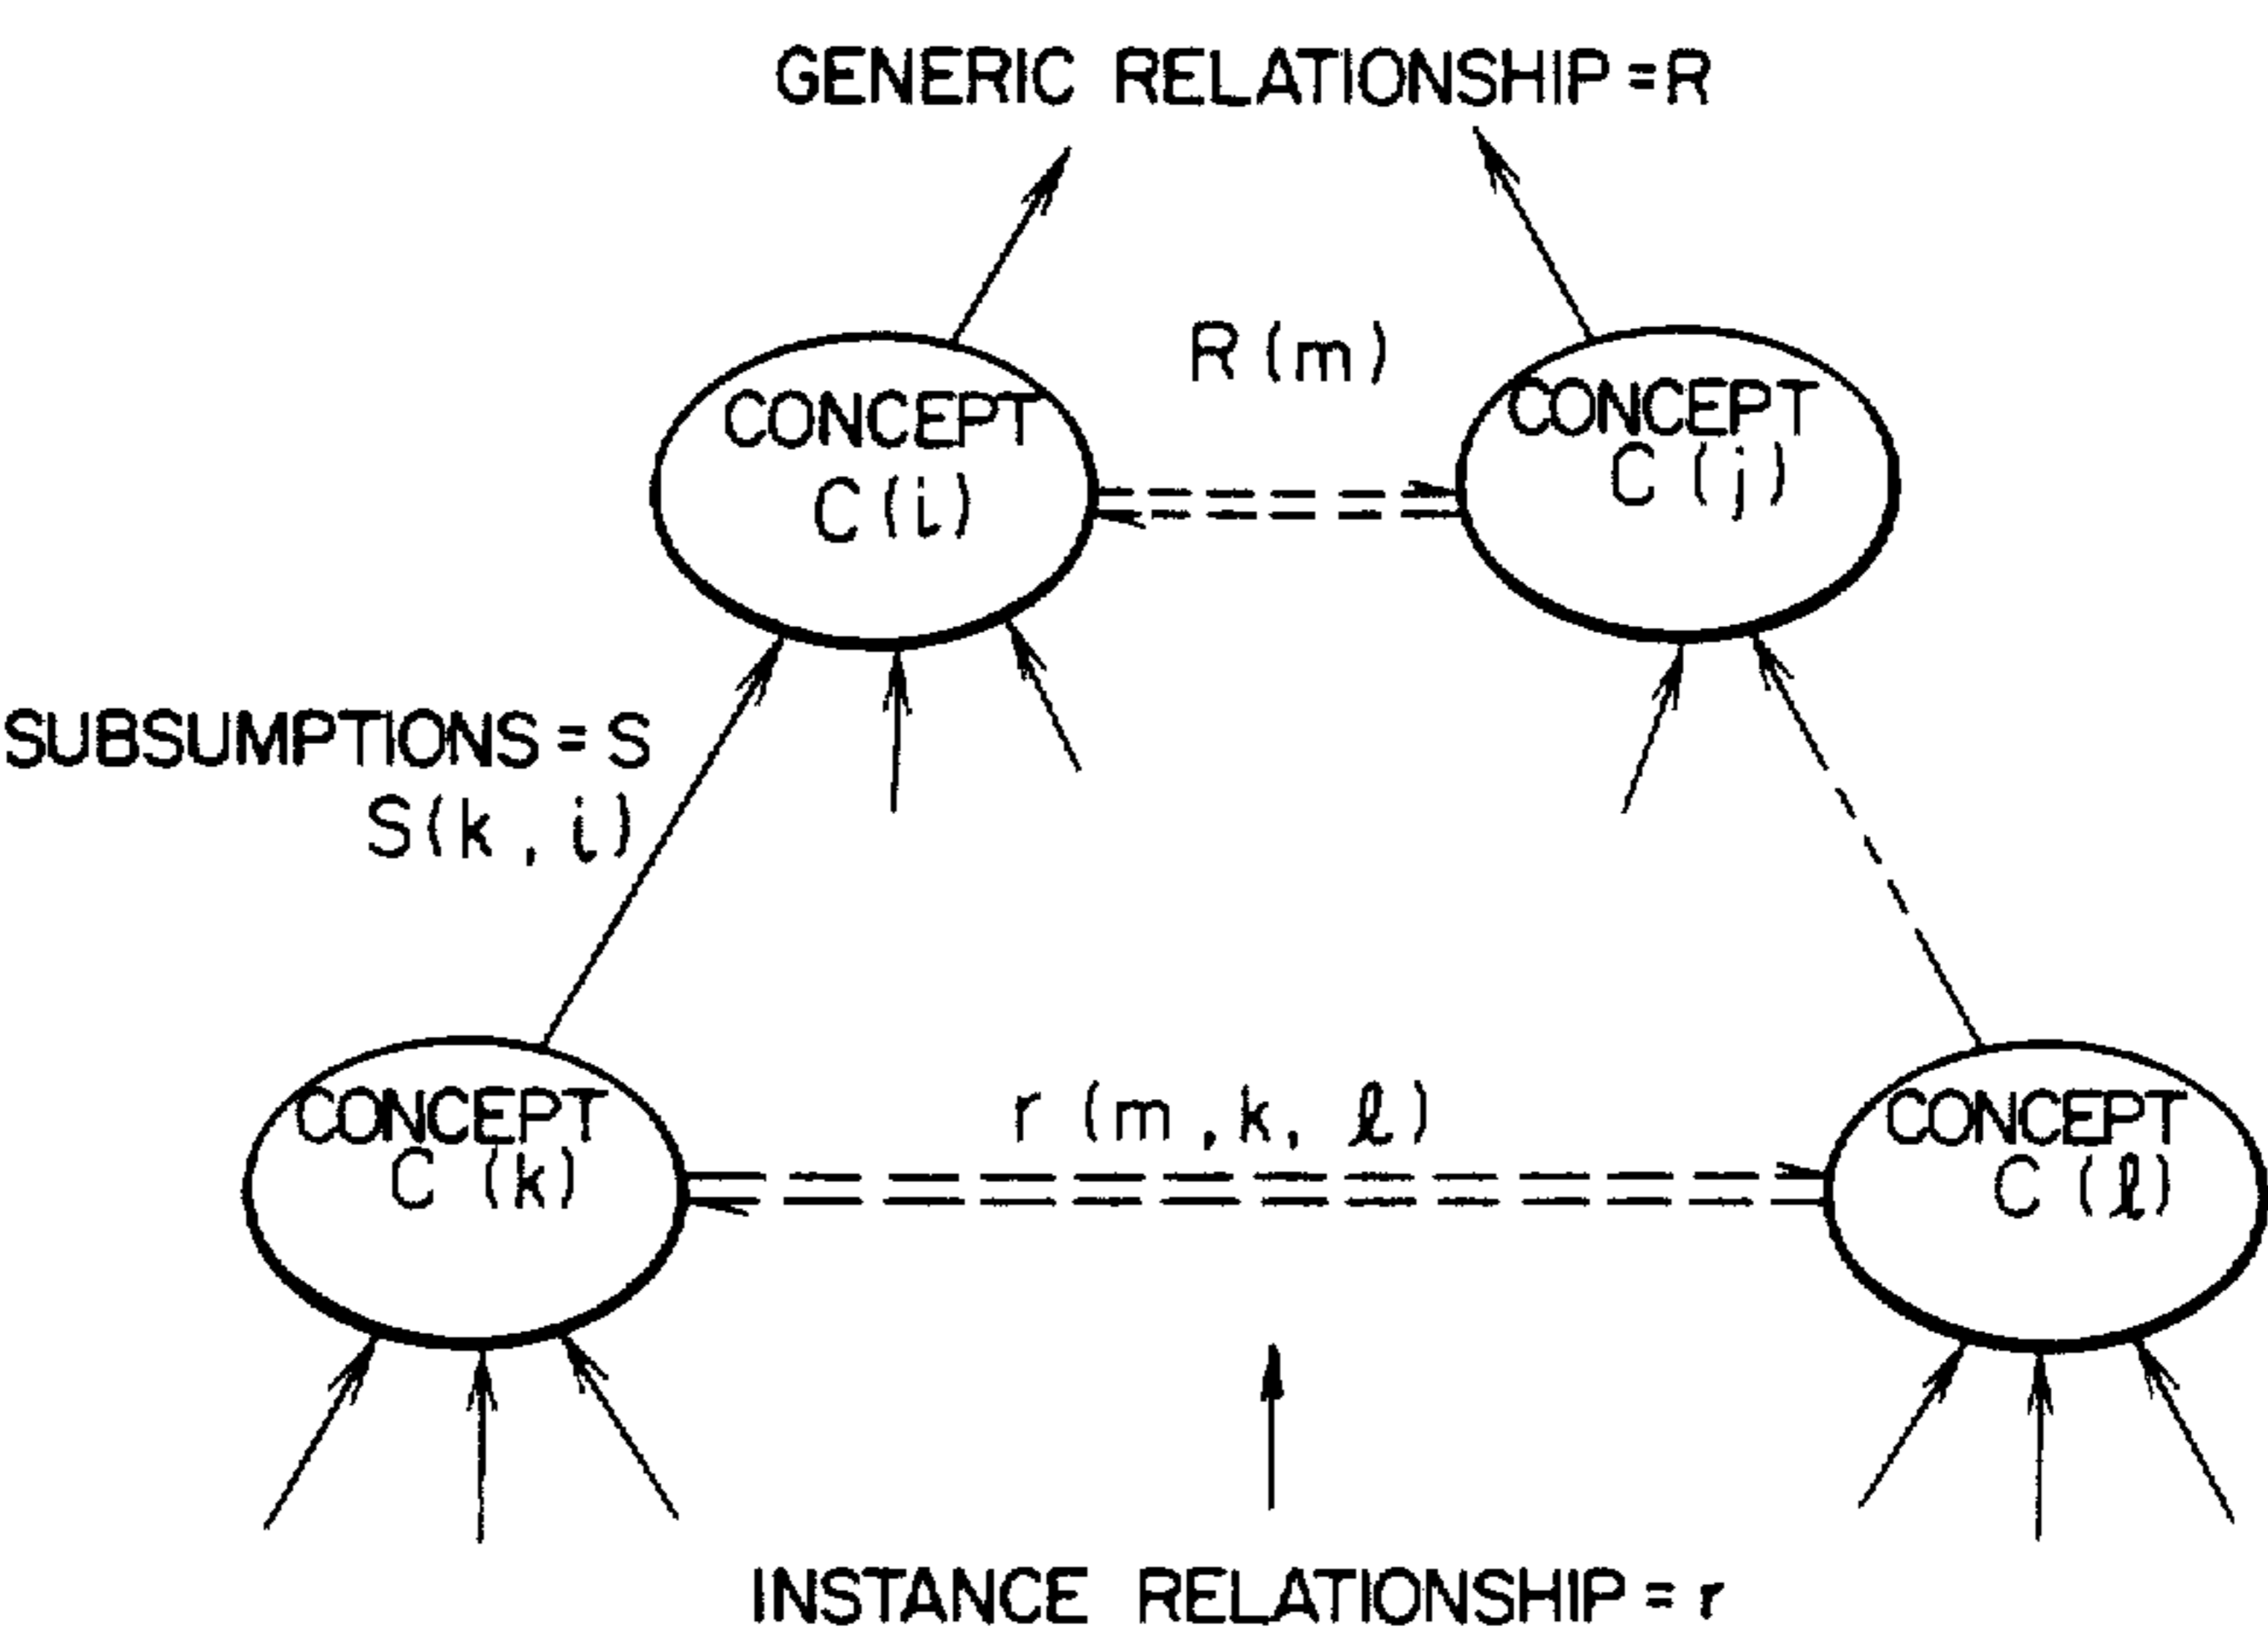 GENERIC RELATIONSHIP = R
R (m)
CONCEPT
C (i)
CONCEPT
C (j)
SUBSUMPTIONS = S
S(k, i)
CONCEPT
C (k)
r (m, k, ℓ)
CONCEPT
C (ℓ)
INSTANCE RELATIONSHIP = r